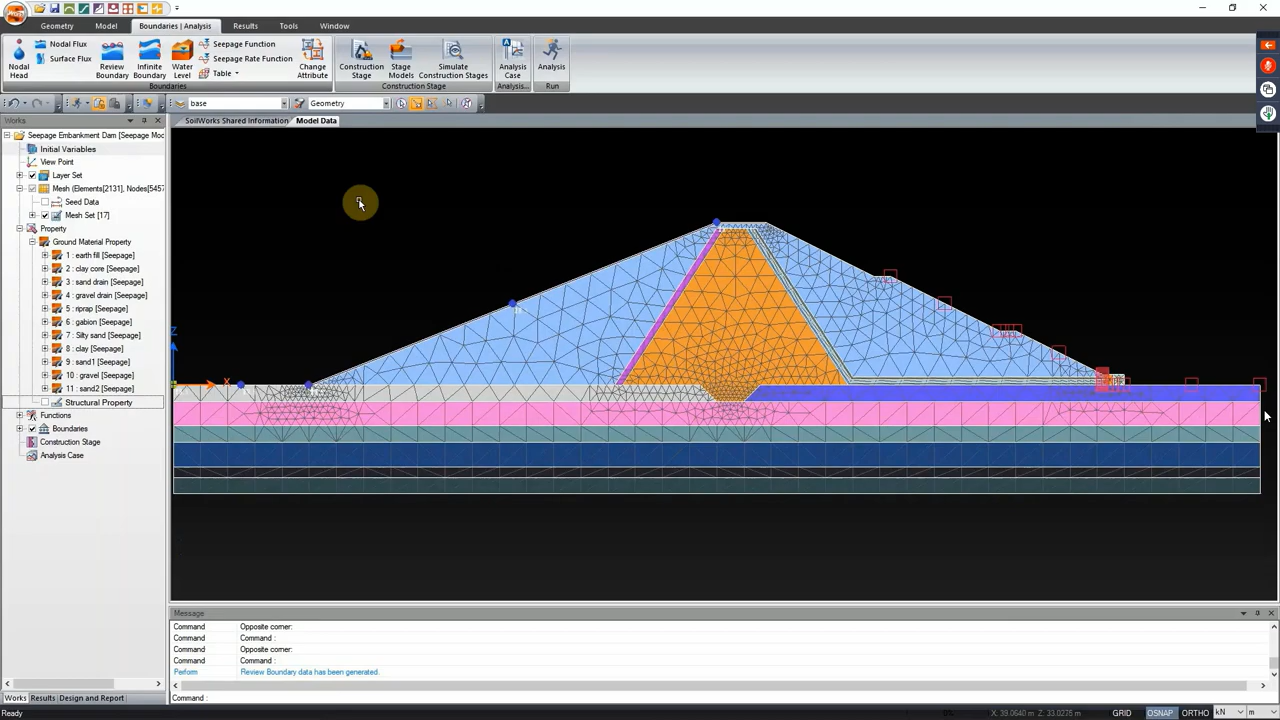 Geometry
Model
Boundaries | Analysis
Results
Tools
Window
Nodal Head
Nodal Flux
Surface Flux
Review Boundary
Infinite Boundary
Water Level
Seepage Function
Seepage Rate Function
Table
Change Attribute
Construction Stage
Stage Models
Simulate Construction Stages
Analysis Case
Analysis
Boundaries
Construction Stage
Analysis...
Run
base
Geometry
Works
SoilWorks Shared Information
Model Data
Seepage Embankment Dam [Seepage Mod
Initial Variables
View Point
Layer Set
Mesh (Elements[2131], Nodes[5457
Seed Data
Mesh Set [17]
Property
Ground Material Property
1 : earth fill [Seepage]
2 : clay core [Seepage]
3 : sand drain [Seepage]
4 : gravel drain [Seepage]
5 : riprap [Seepage]
6 : gabion [Seepage]
7 : Silty sand [Seepage]
8 : clay [Seepage]
9 : sand1 [Seepage]
10 : gravel [Seepage]
11 : sand2 [Seepage]
Structural Property
Functions
Boundaries
Construction Stage
Analysis Case
Z
X
Message
Command Opposite corner:
Command Command :
Command Opposite corner:
Command Command :
Perform Review Boundary data has been generated.
Works Results Design and Report
Command :
Ready
X: 39.0640 m Z: 33.0275 m
GRID
OSNAP
ORTHO
kN
m